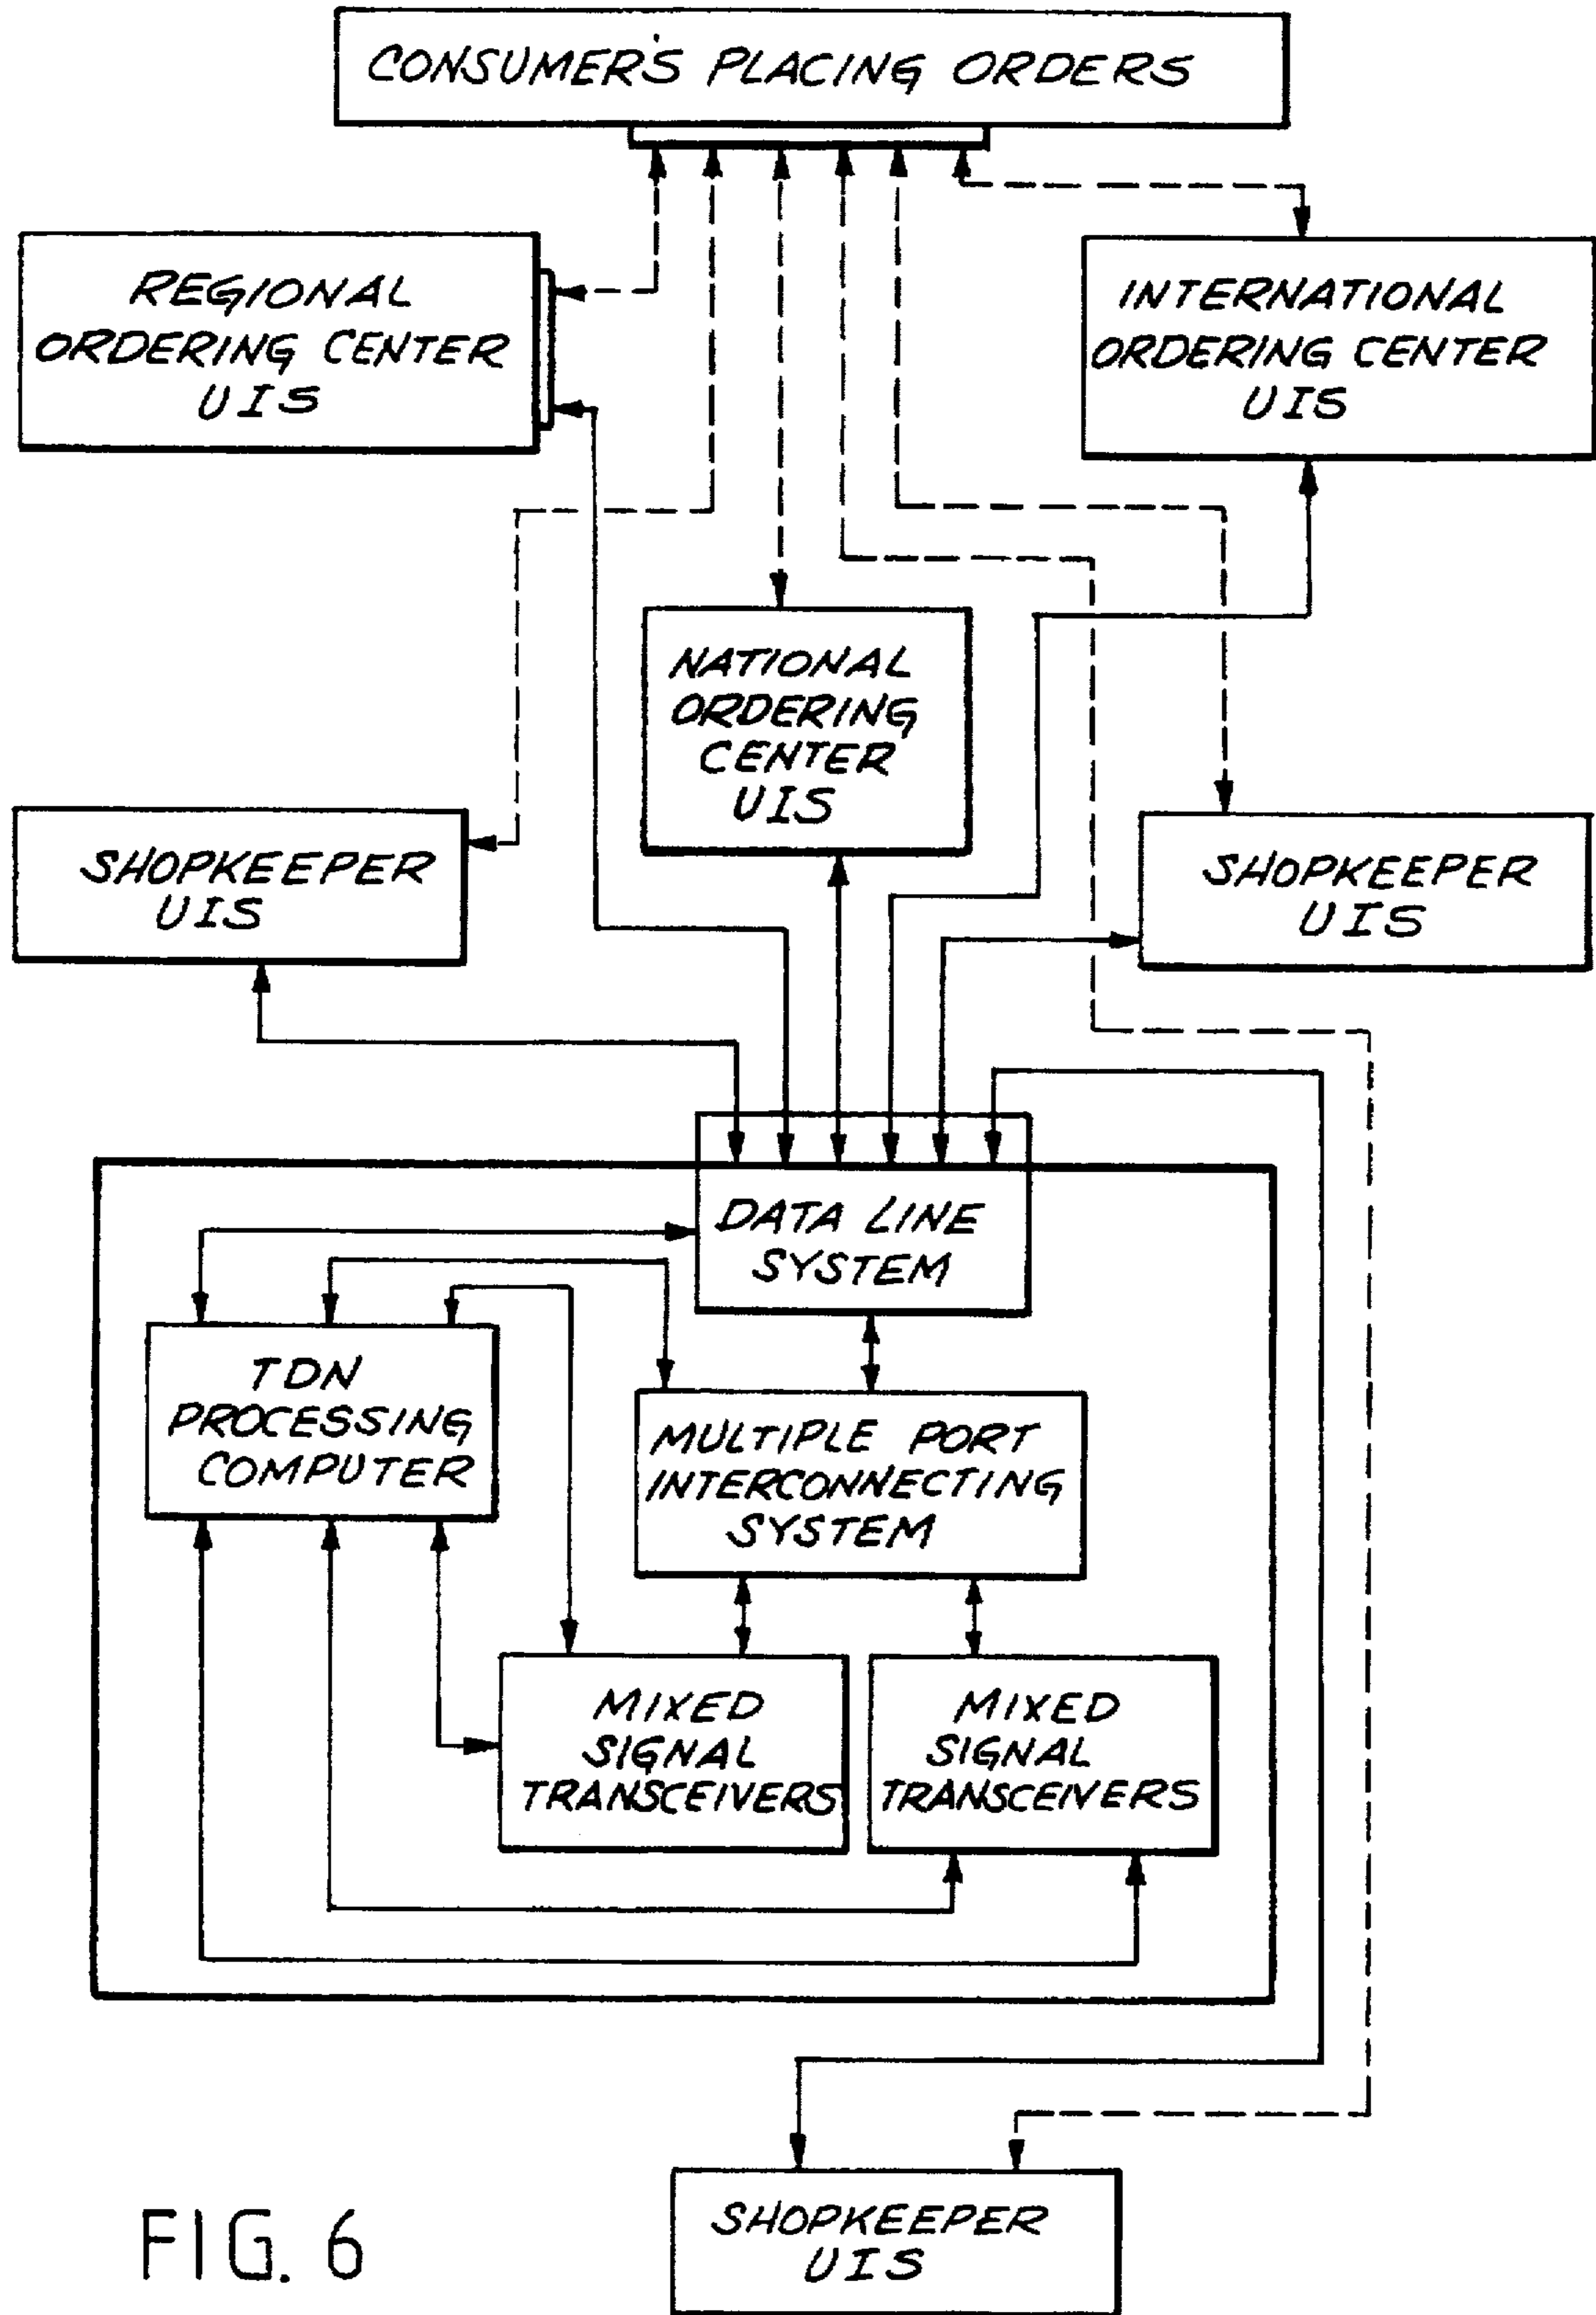 CONSUMER'S PLACING ORDERS
REGIONAL
ORDERING CENTER
UIS
INTERNATIONAL
ORDERING CENTER
UIS
NATIONAL
ORDERING
CENTER
UIS
SHOPKEEPER
UIS
SHOPKEEPER
UIS
DATA LINE
SYSTEM
TDN
PROCESSING
COMPUTER
MULTIPLE PORT
INTERCONNECTING
SYSTEM
MIXED
SIGNAL
TRANSCEIVERS
MIXED
SIGNAL
TRANSCEIVERS
SHOPKEEPER
UIS
FIG. 6